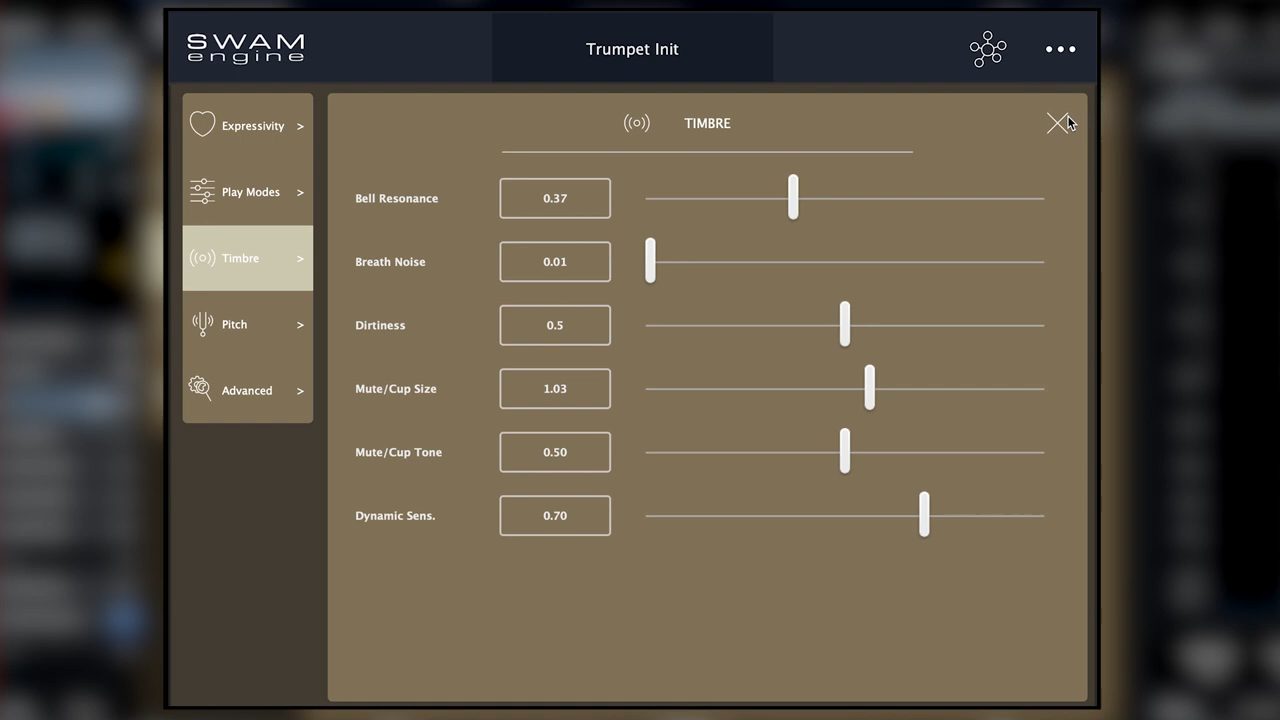 SWAM
engine
Trumpet Init
Expressivity >
Play Modes >
Timbre >
Pitch >
Advanced >
TIMBRE
Bell Resonance 0.37
Breath Noise 0.01
Dirtiness 0.5
Mute/Cup Size 1.03
Mute/Cup Tone 0.50
Dynamic Sens. 0.70